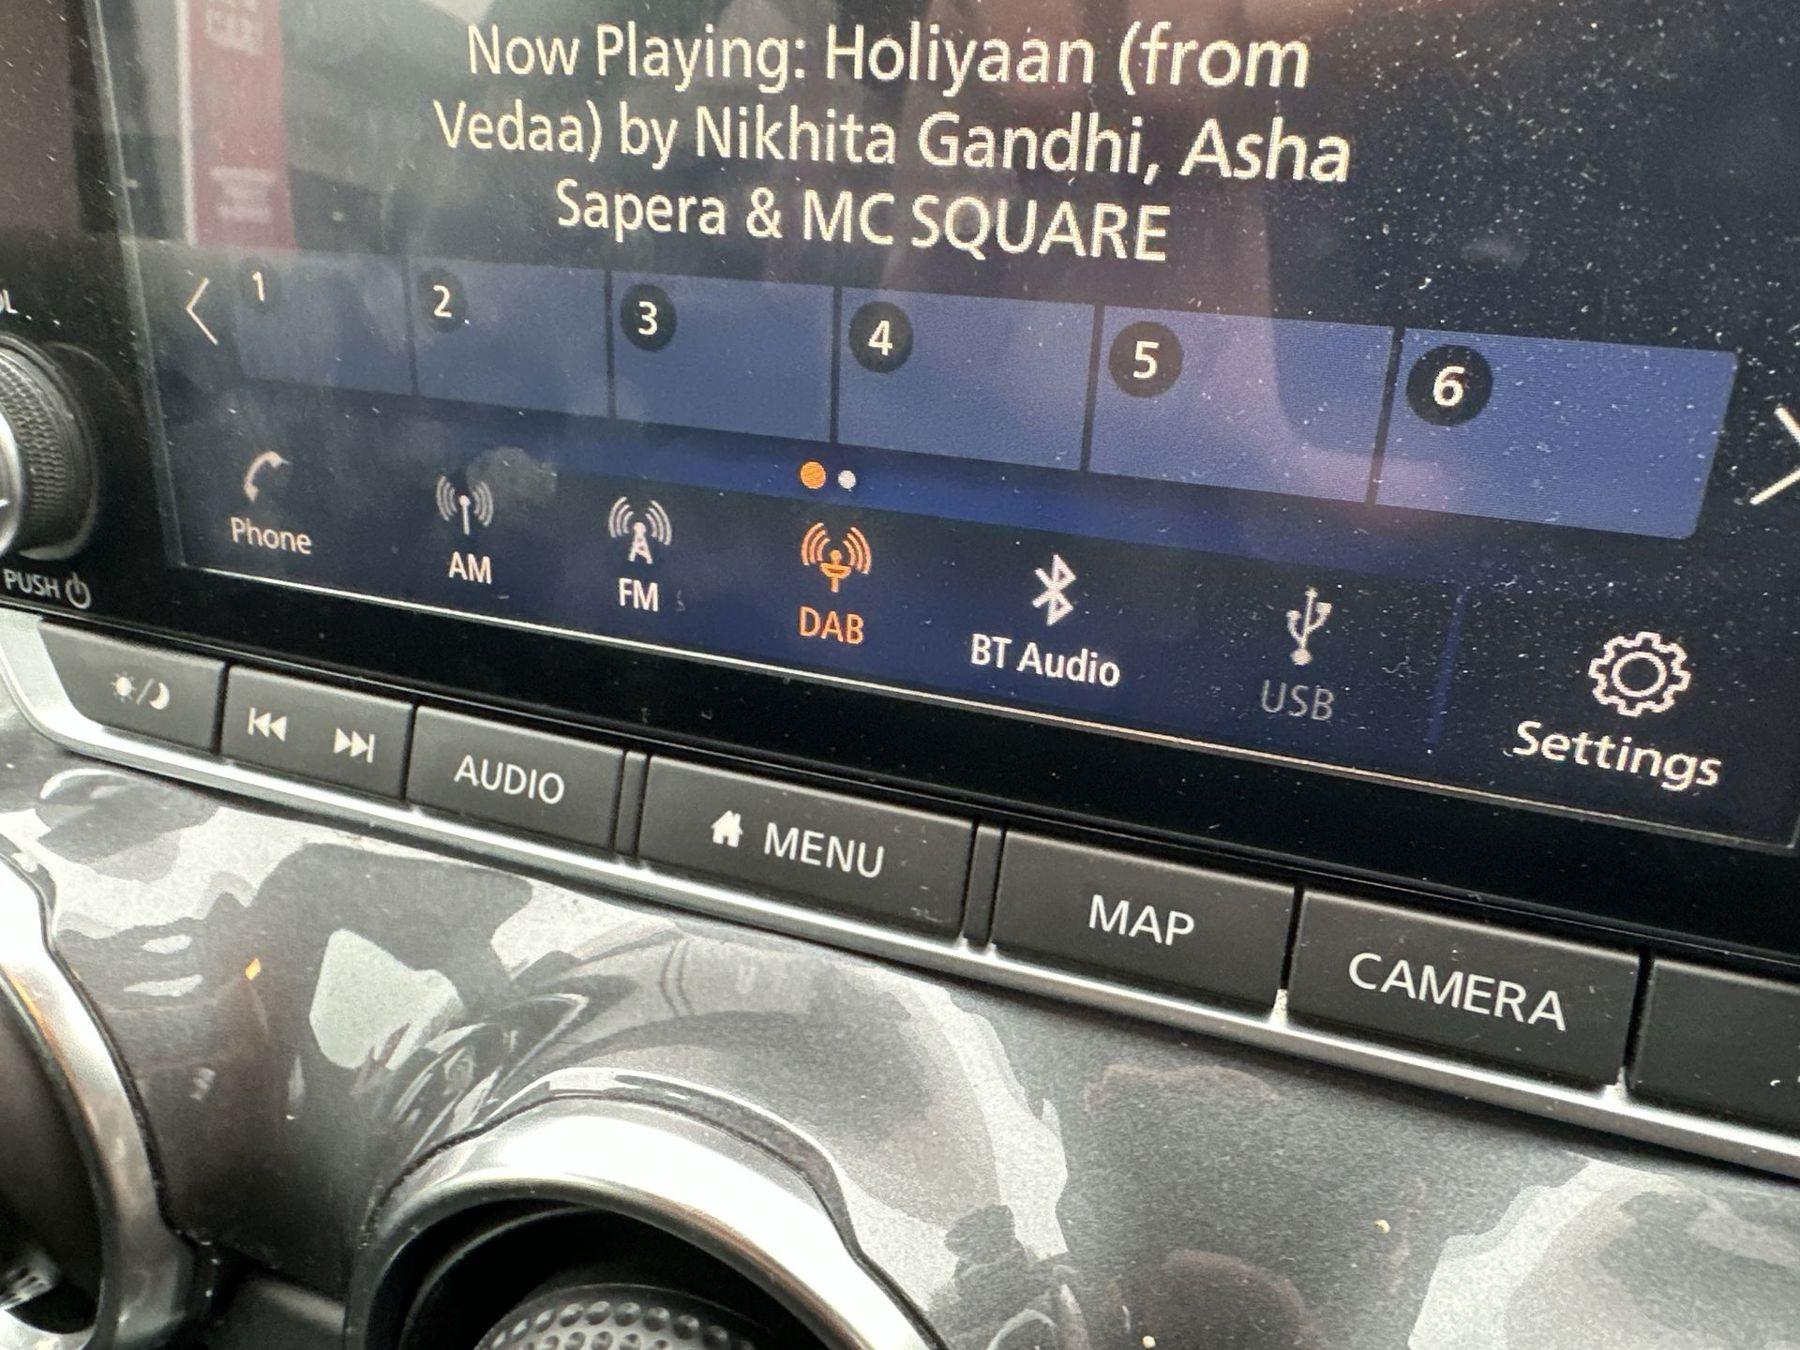 Now Playing: Holiyaan (from
Vedaa) by Nikhita Gandhi, Asha
Sapera & MC SQUARE
1 2 3 4 5 6
Phone AM FM DAB BT Audio USB Settings
PUSH
AUDIO MENU MAP CAMERA